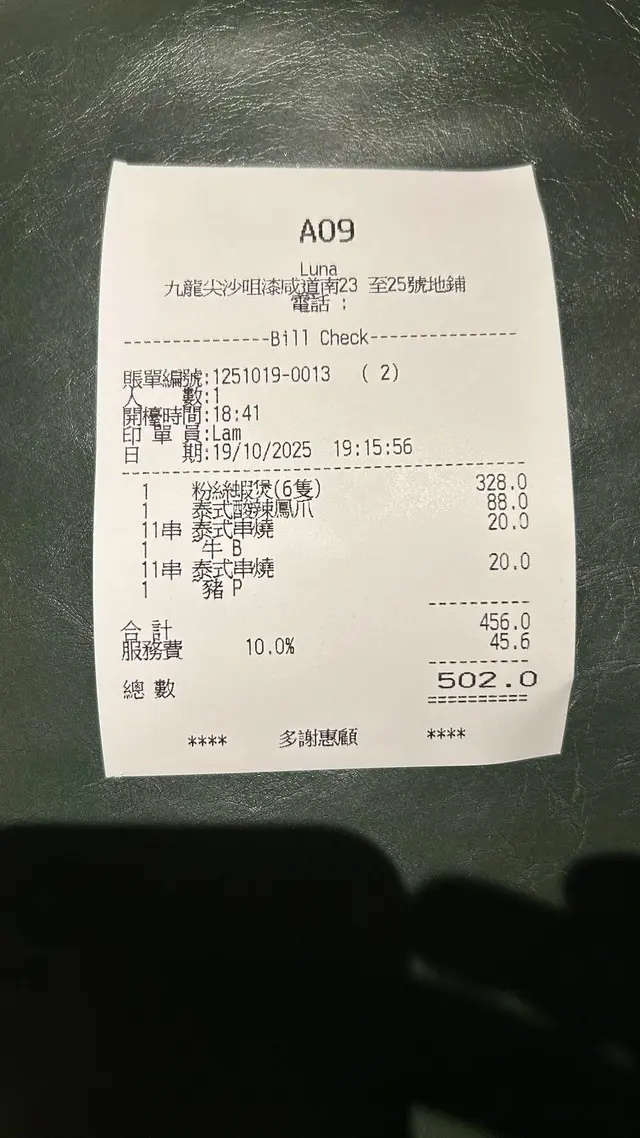 A09
Luna
九龍尖沙咀漆咸道南23 至25號地鋪
電話 :
---------------Bill Check---------------
賬單編號:1251019-0013 ( 2)
人 數:1
開檯時間:18:41
印 單 員:Lam
日 期:19/10/2025 19:15:56
1 粉絲蝦煲(6隻) 328.0
1 泰式酸辣鳳爪 88.0
11串 泰式串燒 20.0
1 牛 B
11串 泰式串燒 20.0
1 豬 P
合 計 456.0
服務費 10.0% 45.6
總 數 502.0
**** 多謝惠顧 ****